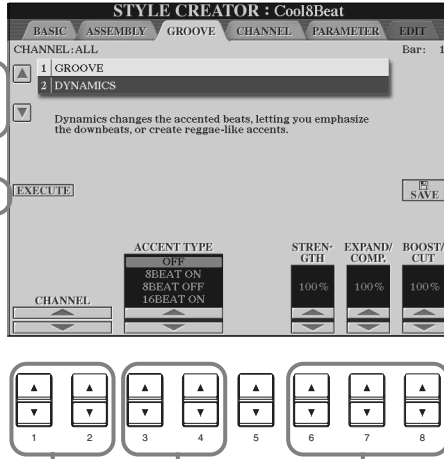 STYLE CREATOR : Cool8Beat
BASIC ASSEMBLY GROOVE CHANNEL PARAMETER EDIT
CHANNEL:ALL Bar: 1
1 GROOVE
2 DYNAMICS
Dynamics changes the accented beats, letting you emphasize
the downbeats, or create reggae-like accents.
EXECUTE
SAVE
ACCENT TYPE STREN- EXPAND/ BOOST/
GTH COMP. CUT
OFF
8BEAT ON
8BEAT OFF
16BEAT ON
100% 100% 100%
CHANNEL
1 2 3 4 5 6 7 8